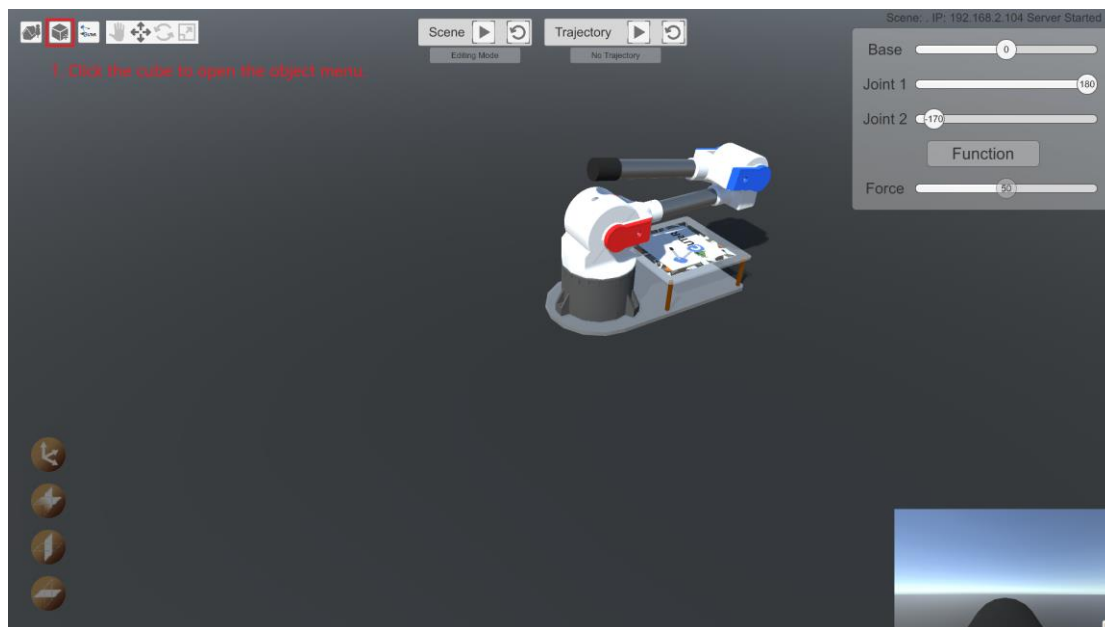 Scene: . IP: 192.168.2.104 Server Started
Scene
Editing Mode
Trajectory
No Trajectory
1. Click the cube to open the object menu.
Base 0
Joint 1 180
Joint 2 -170
Function
Force 50